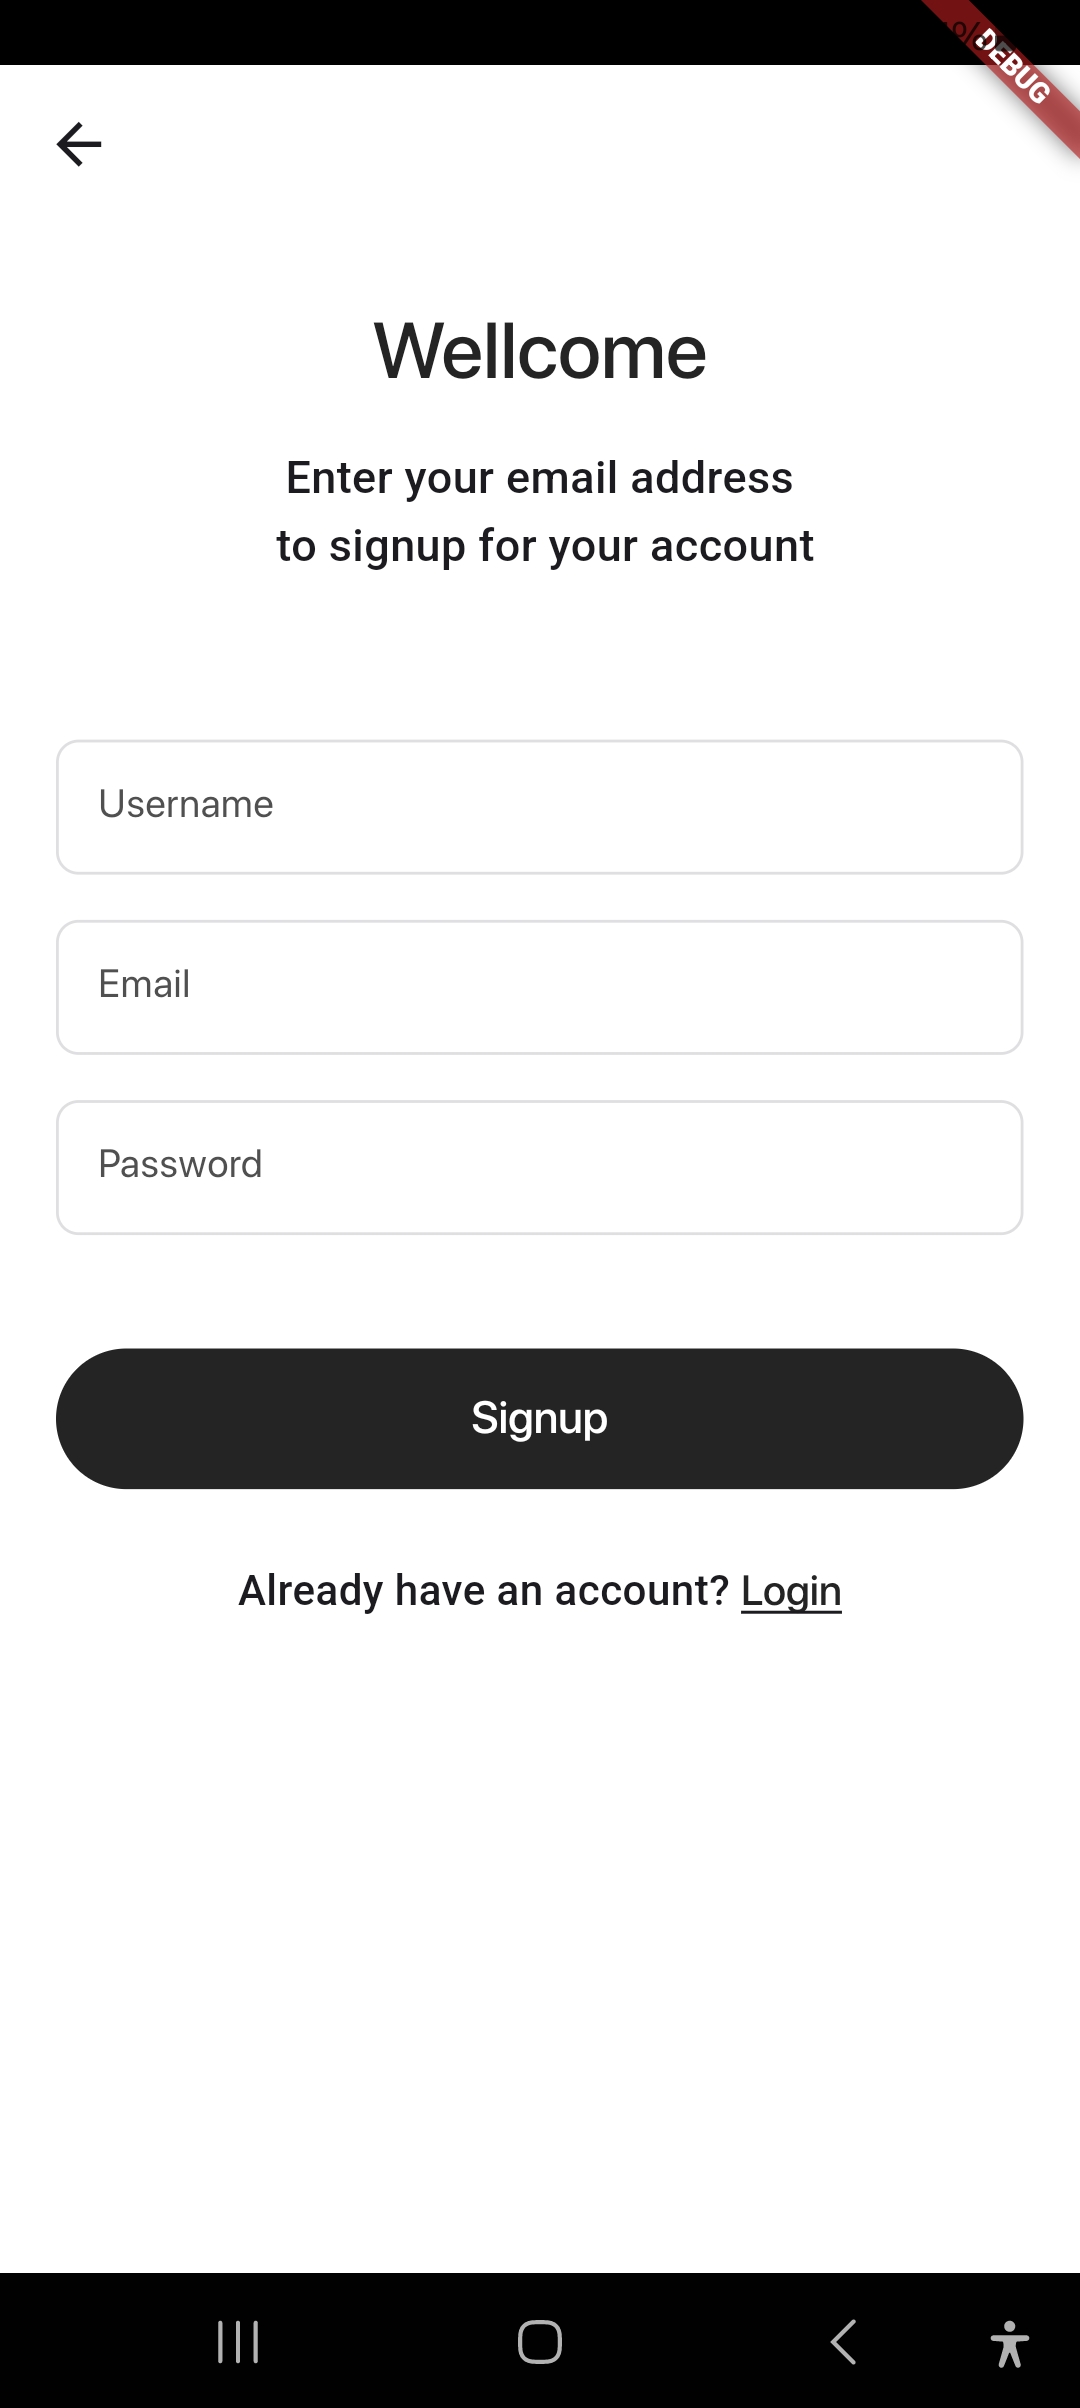 DEBUG
Wellcome
Enter your email address
to signup for your account
Username
Email
Password
Signup
Already have an account? Login